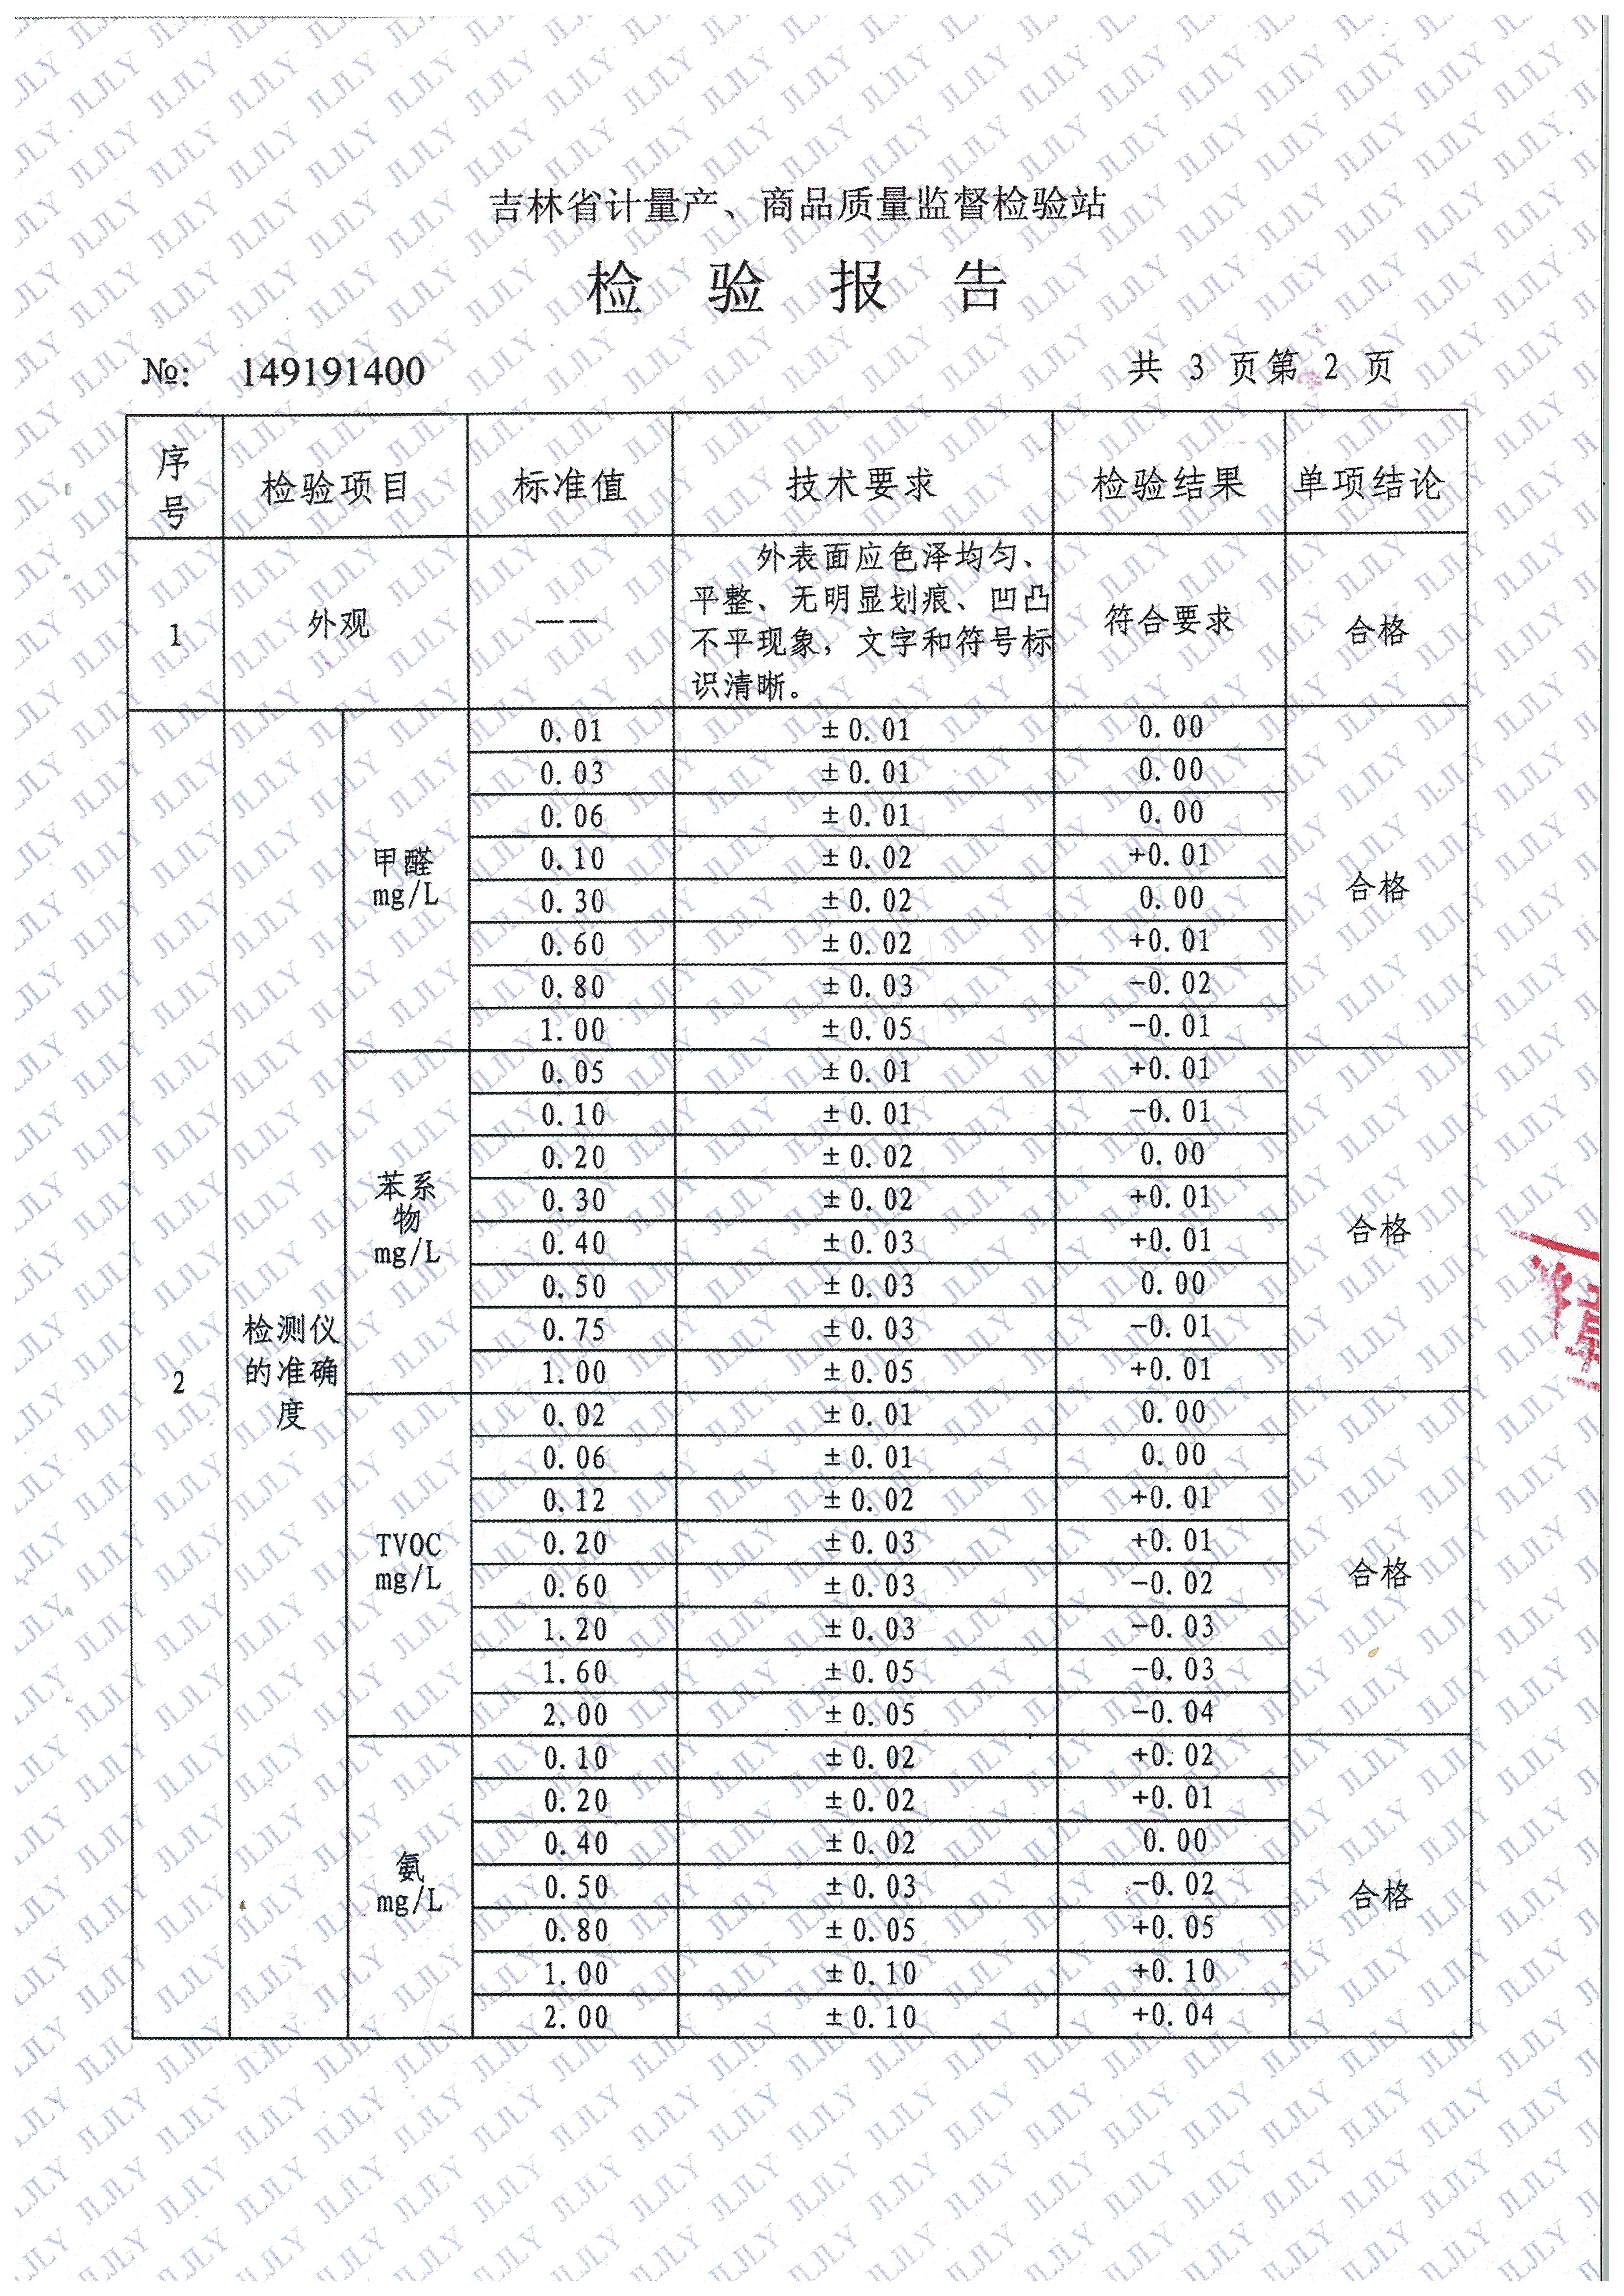 吉林省计量产、商品质量监督检验站
检 验 报 告
№: 149191400 共 3 页第 2 页
序号 检验项目 标准值 技术要求 检验结果 单项结论
1 外观 —— 外表面应色泽均匀、平整、无明显划痕、凹凸不平现象，文字和符号标识清晰。 符合要求 合格
2 检测仪的准确度
甲醛 mg/L 合格
0.01 ±0.01 0.00
0.03 ±0.01 0.00
0.06 ±0.01 0.00
0.10 ±0.02 +0.01
0.30 ±0.02 0.00
0.60 ±0.02 +0.01
0.80 ±0.03 -0.02
1.00 ±0.05 -0.01
苯系物 mg/L 合格
0.05 ±0.01 +0.01
0.10 ±0.01 -0.01
0.20 ±0.02 0.00
0.30 ±0.02 +0.01
0.40 ±0.03 +0.01
0.50 ±0.03 0.00
0.75 ±0.03 -0.01
1.00 ±0.05 +0.01
TVOC mg/L 合格
0.02 ±0.01 0.00
0.06 ±0.01 0.00
0.12 ±0.02 +0.01
0.20 ±0.03 +0.01
0.60 ±0.03 -0.02
1.20 ±0.03 -0.03
1.60 ±0.05 -0.03
2.00 ±0.05 -0.04
氨 mg/L 合格
0.10 ±0.02 +0.02
0.20 ±0.02 +0.01
0.40 ±0.02 0.00
0.50 ±0.03 -0.02
0.80 ±0.05 +0.05
1.00 ±0.10 +0.10
2.00 ±0.10 +0.04
JLJLY